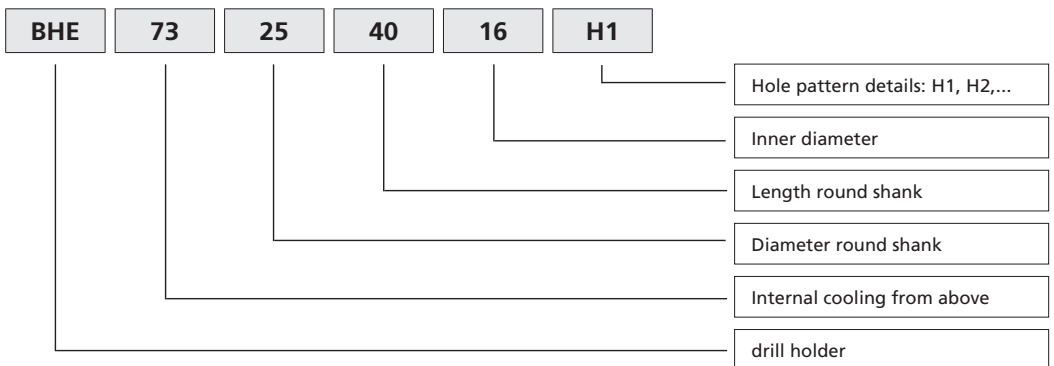 BHE 73 25 40 16 H1
Hole pattern details: H1, H2,...
Inner diameter
Length round shank
Diameter round shank
Internal cooling from above
drill holder